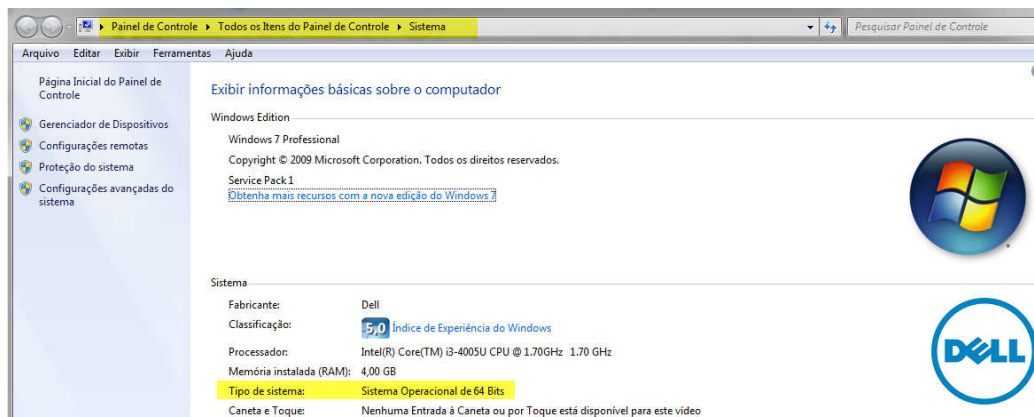 Painel de Controle ▸ Todos os Itens do Painel de Controle ▸ Sistema
Pesquisar Painel de Controle
Arquivo Editar Exibir Ferramentas Ajuda
Página Inicial do Painel de
Controle
Gerenciador de Dispositivos
Configurações remotas
Proteção do sistema
Configurações avançadas do
sistema
Exibir informações básicas sobre o computador
Windows Edition
Windows 7 Professional
Copyright © 2009 Microsoft Corporation. Todos os direitos reservados.
Service Pack 1
Obtenha mais recursos com a nova edição do Windows 7
Sistema
Fabricante: Dell
Classificação: 5,0 Índice de Experiência do Windows
Processador: Intel(R) Core(TM) i3-4005U CPU @ 1.70GHz 1.70 GHz
Memória instalada (RAM): 4,00 GB
Tipo de sistema: Sistema Operacional de 64 Bits
Caneta e Toque: Nenhuma Entrada à Caneta ou por Toque está disponível para este vídeo
DELL